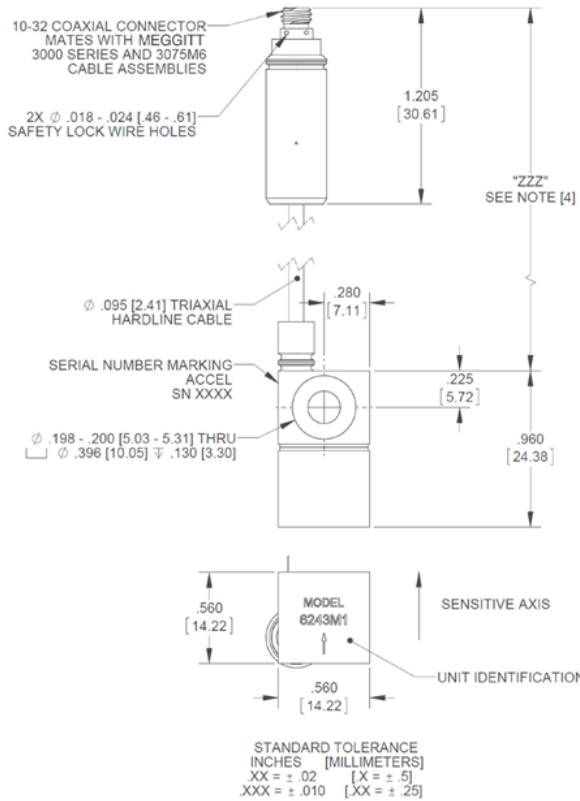 10-32 COAXIAL CONNECTOR
MATES WITH MEGGITT
3000 SERIES AND 3075M6
CABLE ASSEMBLIES
2X ⌀ .018 - .024 [.46 - .61]
SAFETY LOCK WIRE HOLES
1.205
[30.61]
"ZZZ"
SEE NOTE [4]
⌀ .095 [2.41] TRIAXIAL
HARDLINE CABLE
.280
[7.11]
SERIAL NUMBER MARKING
ACCEL
SN XXXX
.225
[5.72]
⌀ .198 - .200 [5.03 - 5.31] THRU
⌴ ⌀ .396 [10.05] ↧ .130 [3.30]
.960
[24.38]
.560
[14.22]
MODEL
6243M1
SENSITIVE AXIS
UNIT IDENTIFICATION
.560
[14.22]
STANDARD TOLERANCE
INCHES [MILLIMETERS]
.XX = ± .02 [.X = ± .5]
.XXX = ± .010 [.XX = ± .25]